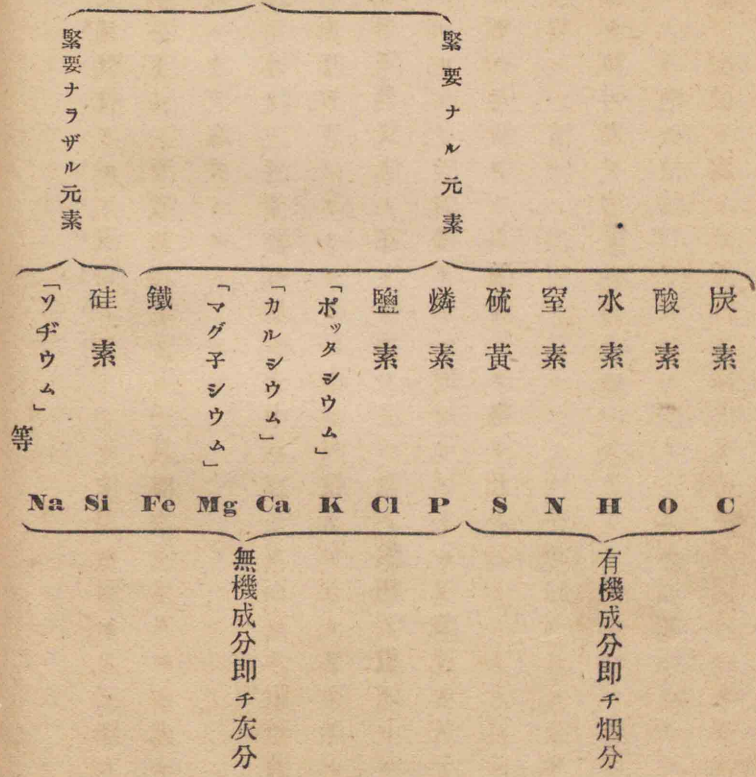 緊要ナル元素
緊要ナラザル元素
炭素
酸素
水素
窒素
硫黄
燐素
鹽素
「ポッタシウム」
「カルシウム」
「マグ子シウム」
鐵
硅素
「ソヂウム」等
C
O
H
N
S
P
Cl
K
Ca
Mg
Fe
Si
Na
有機成分即チ烟分
無機成分即チ灰分